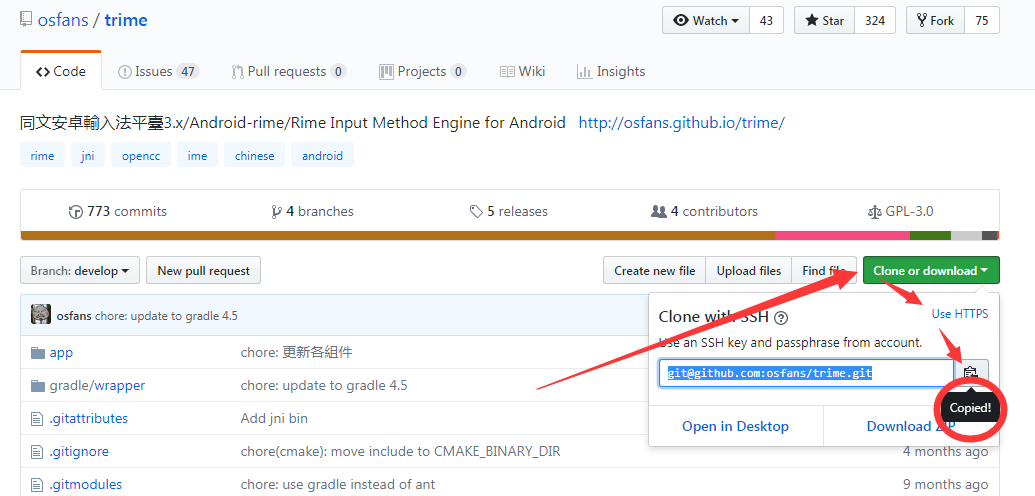 osfans / trime
Watch 43 Star 324 Fork 75
Code Issues 47 Pull requests 0 Projects 0 Wiki Insights
同文安卓輸入法平臺3.x/Android-rime/Rime Input Method Engine for Android http://osfans.github.io/trime/
rime jni opencc ime chinese android
773 commits 4 branches 5 releases 4 contributors GPL-3.0
Branch: develop New pull request Create new file Upload files Find file Clone or download
osfans chore: update to gradle 4.5
Clone with SSH Use HTTPS
Use an SSH key and passphrase from account.
git@github.com:osfans/trime.git
Copied!
Open in Desktop Download ZIP
app chore: 更新各組件
gradle/wrapper chore: update to gradle 4.5
.gitattributes Add jni bin
.gitignore chore(cmake): move include to CMAKE_BINARY_DIR 4 months ago
.gitmodules chore: use gradle instead of ant 9 months ago